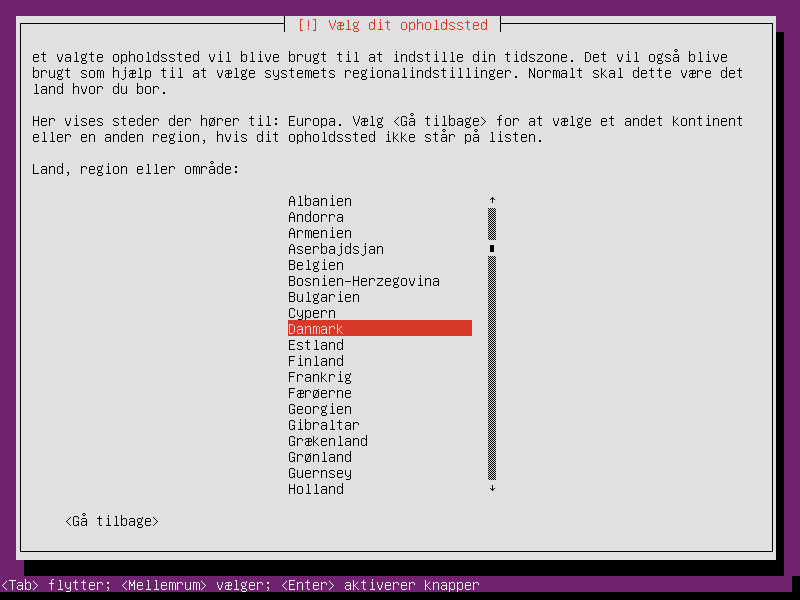 [!] Vælg dit opholdssted
et valgte opholdssted vil blive brugt til at indstille din tidszone. Det vil også blive
brugt som hjælp til at vælge systemets regionalindstillinger. Normalt skal dette være det
land hvor du bor.
Her vises steder der hører til: Europa. Vælg <Gå tilbage> for at vælge et andet kontinent
eller en anden region, hvis dit opholdssted ikke står på listen.
Land, region eller område:
Albanien
Andorra
Armenien
Aserbajdsjan
Belgien
Bosnien-Herzegovina
Bulgarien
Cypern
Danmark
Estland
Finland
Frankrig
Færøerne
Georgien
Gibraltar
Grækenland
Grønland
Guernsey
Holland
<Gå tilbage>
<Tab> flytter; <Mellemrum> vælger; <Enter> aktiverer knapper